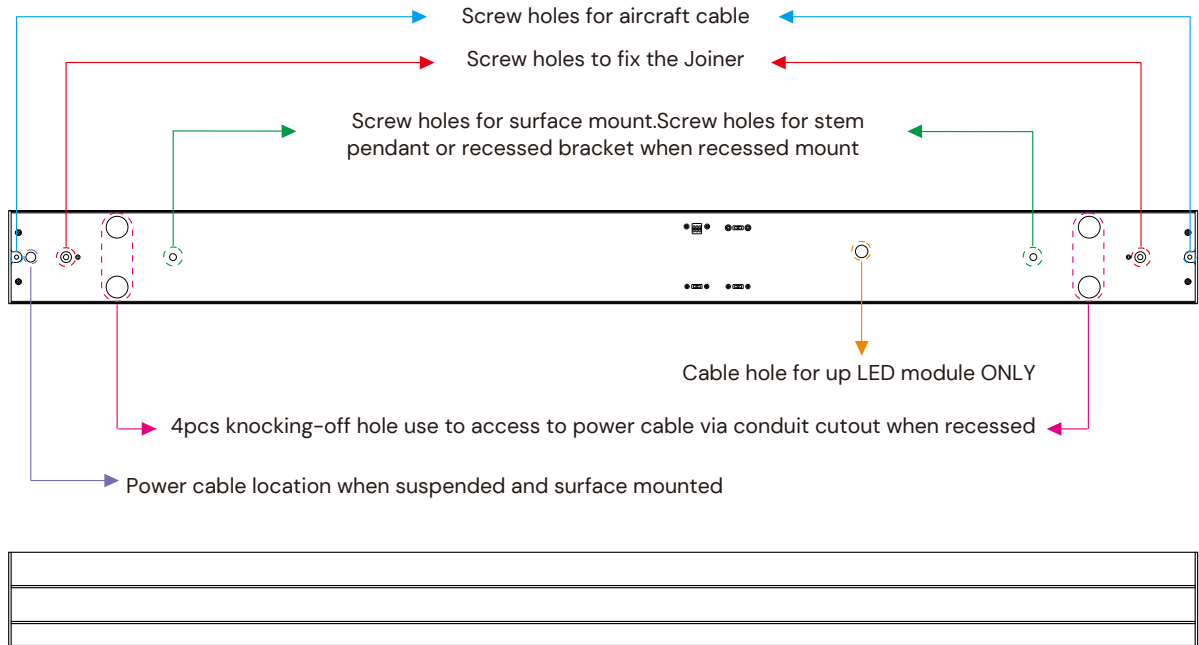 Screw holes for aircraft cable
Screw holes to fix the Joiner
Screw holes for surface mount.Screw holes for stem
pendant or recessed bracket when recessed mount
Cable hole for up LED module ONLY
4pcs knocking-off hole use to access to power cable via conduit cutout when recessed
Power cable location when suspended and surface mounted